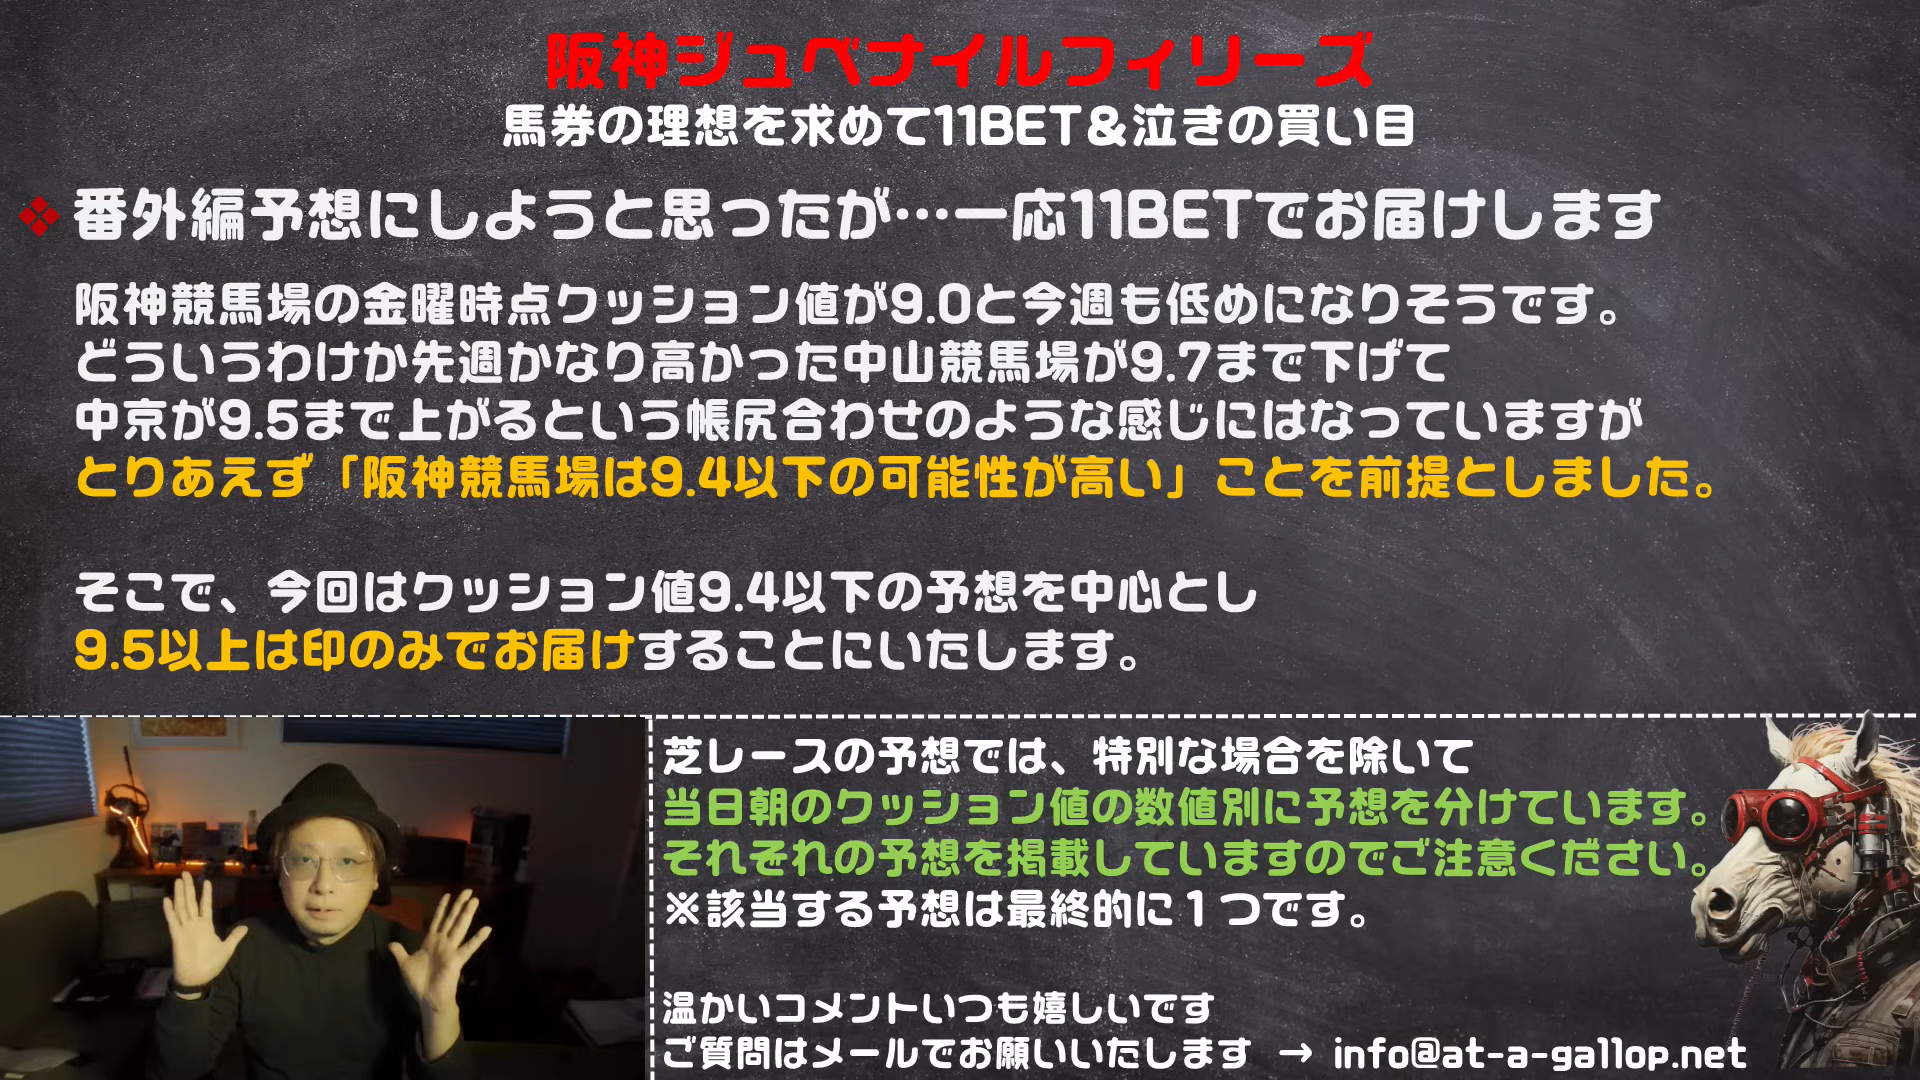 阪神ジュベナイルフィリーズ
馬券の理想を求めて11BET＆泣きの買い目
番外編予想にしようと思ったが…一応11BETでお届けします
阪神競馬場の金曜時点クッション値が9.0と今週も低めになりそうです。
どういうわけか先週かなり高かった中山競馬場が9.7まで下げて
中京が9.5まで上がるという帳尻合わせのような感じにはなっていますが
とりあえず「阪神競馬場は9.4以下の可能性が高い」ことを前提としました。
そこで、今回はクッション値9.4以下の予想を中心とし
9.5以上は印のみでお届けすることにいたします。
芝レースの予想では、特別な場合を除いて
当日朝のクッション値の数値別に予想を分けています。
それぞれの予想を掲載していますのでご注意ください。
※該当する予想は最終的に１つです。
温かいコメントいつも嬉しいです
ご質問はメールでお願いいたします → info@at-a-gallop.net